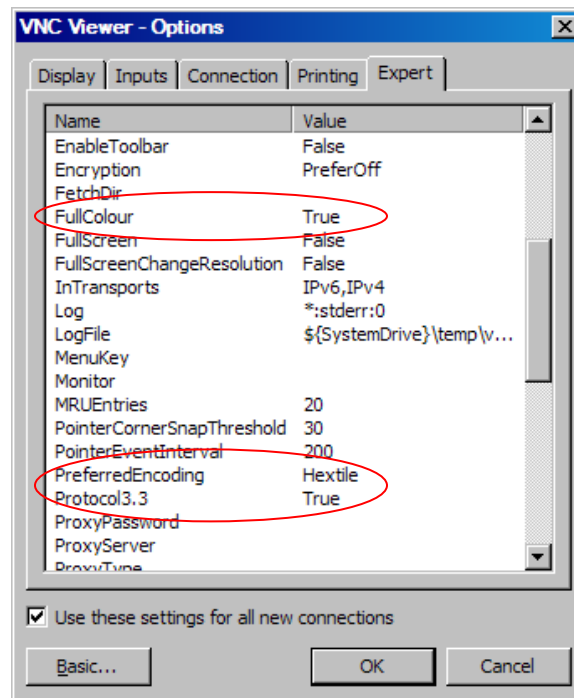 VNC Viewer - Options
Display Inputs Connection Printing Expert
Name Value
EnableToolbar False
Encryption PreferOff
FetchDir
FullColour True
FullScreen False
FullScreenChangeResolution False
InTransports IPv6,IPv4
Log *:stderr:0
LogFile ${SystemDrive}\temp\v...
MenuKey
Monitor
MRUEntries 20
PointerCornerSnapThreshold 30
PointerEventInterval 200
PreferredEncoding Hextile
Protocol3.3 True
ProxyPassword
ProxyServer
ProxyType
Use these settings for all new connections
Basic... OK Cancel